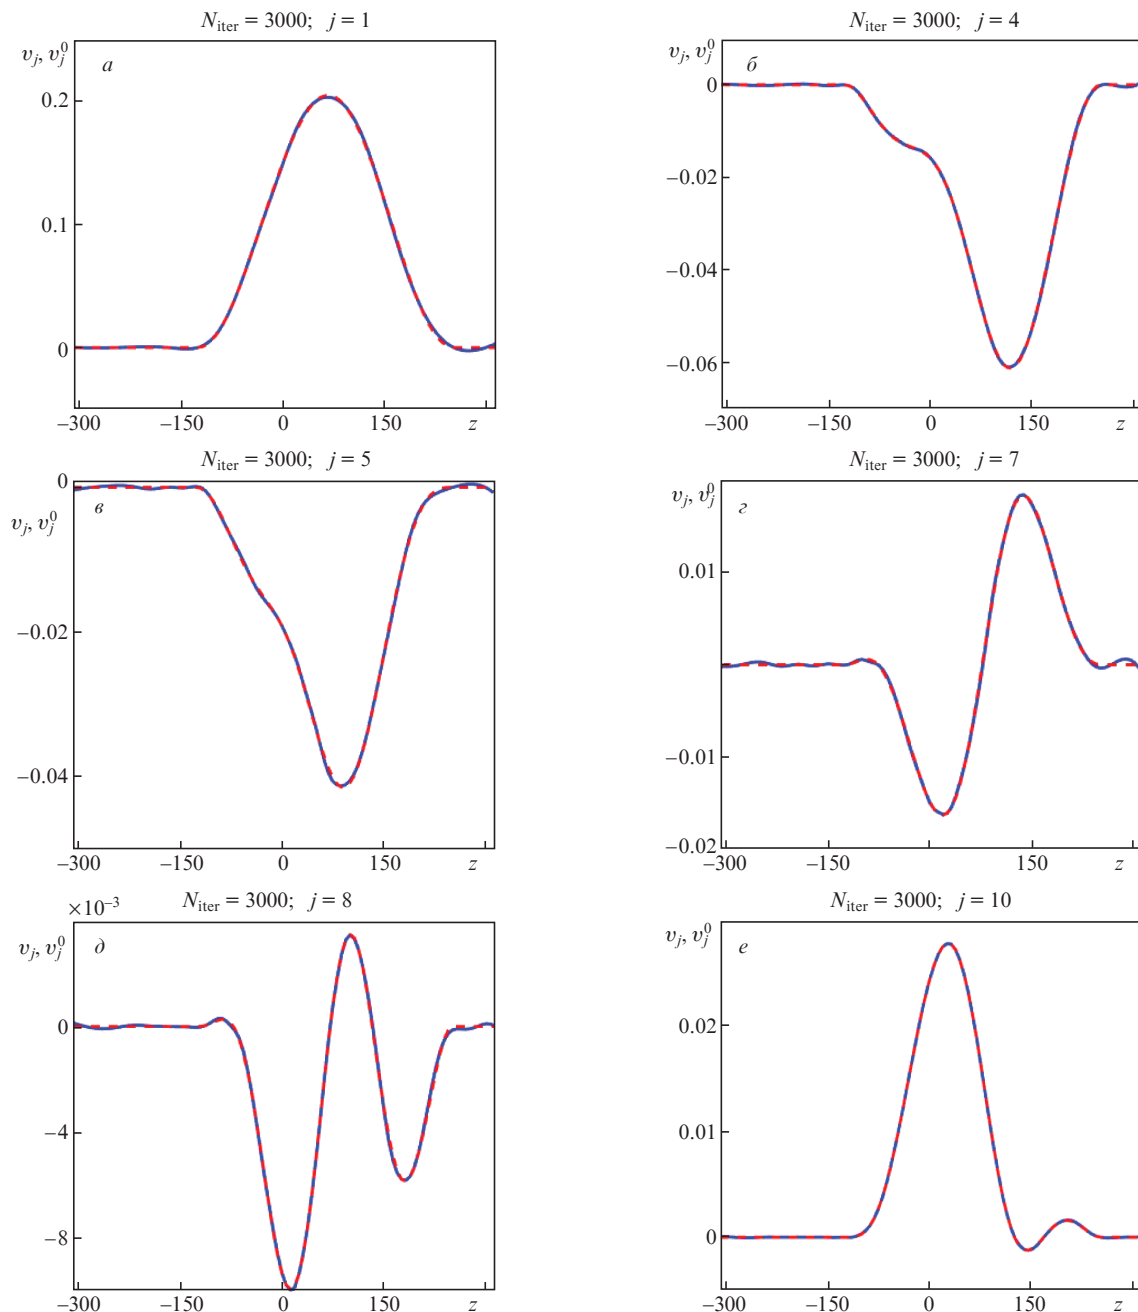 N_iter = 3000;  j = 1
v_j, v_j^0
а
0.2
0.1
0
−300 −150 0 150 z
N_iter = 3000;  j = 4
v_j, v_j^0
б
0
−0.02
−0.04
−0.06
−300 −150 0 150 z
N_iter = 3000;  j = 5
0
v_j, v_j^0
в
−0.02
−0.04
−300 −150 0 150 z
N_iter = 3000;  j = 7
v_j, v_j^0
г
0.01
−0.01
−0.02
−300 −150 150 z
×10^−3 N_iter = 3000;  j = 8
v_j, v_j^0
д
0
−4
−8
−300 −150 0 150 z
N_iter = 3000;  j = 10
v_j, v_j^0
е
0.02
0.01
0
−300 −150 0 150 z